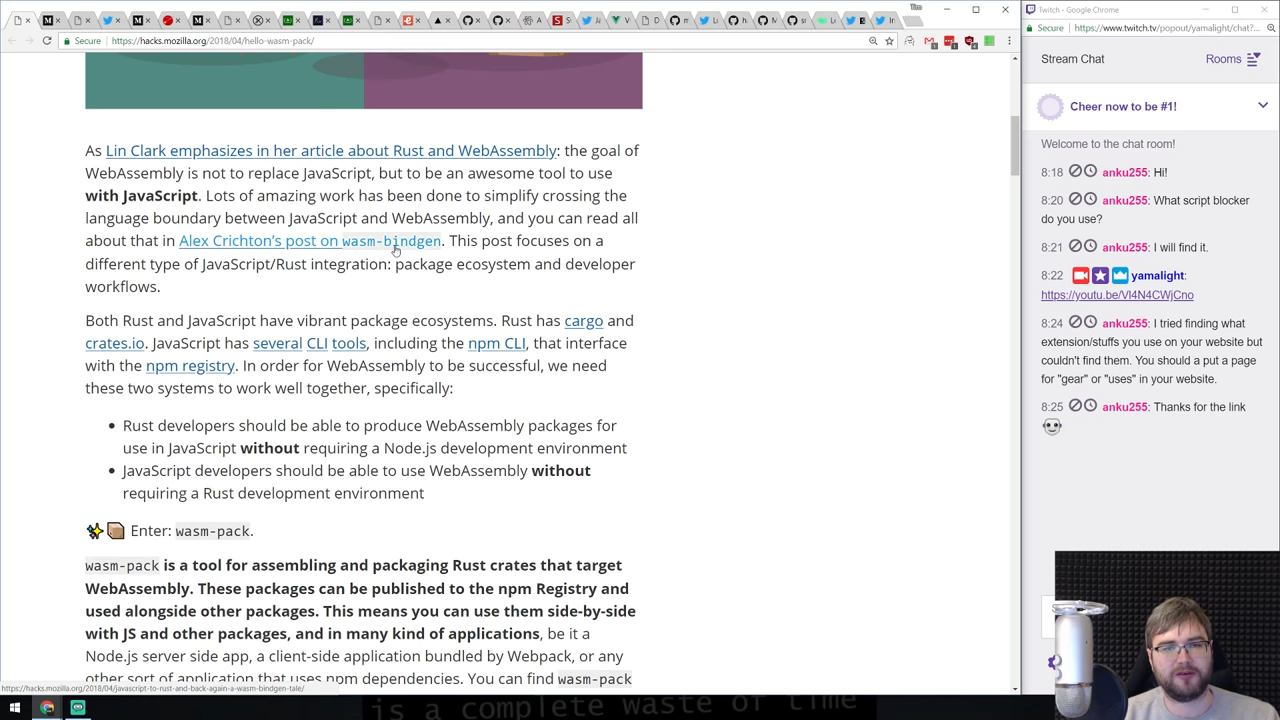 Tim
Secure
https://hacks.mozilla.org/2018/04/hello-wasm-pack/
As Lin Clark emphasizes in her article about Rust and WebAssembly: the goal of
WebAssembly is not to replace JavaScript, but to be an awesome tool to use
with JavaScript. Lots of amazing work has been done to simplify crossing the
language boundary between JavaScript and WebAssembly, and you can read all
about that in Alex Crichton's post on wasm-bindgen. This post focuses on a
different type of JavaScript/Rust integration: package ecosystem and developer
workflows.
Both Rust and JavaScript have vibrant package ecosystems. Rust has cargo and
crates.io. JavaScript has several CLI tools, including the npm CLI, that interface
with the npm registry. In order for WebAssembly to be successful, we need
these two systems to work well together, specifically:
• Rust developers should be able to produce WebAssembly packages for
use in JavaScript without requiring a Node.js development environment
• JavaScript developers should be able to use WebAssembly without
requiring a Rust development environment
Enter: wasm-pack.
wasm-pack is a tool for assembling and packaging Rust crates that target
WebAssembly. These packages can be published to the npm Registry and
used alongside other packages. This means you can use them side-by-side
with JS and other packages, and in many kind of applications, be it a
Node.js server side app, a client-side application bundled by Webpack, or any
other sort of application that uses npm dependencies. You can find wasm-pack
https://hacks.mozilla.org/2018/04/javascript-to-rust-and-back-again-a-wasm-bindgen-tale/
is a complete waste of time
Twitch - Google Chrome
Secure
https://www.twitch.tv/popout/yamalight/chat?...
Stream Chat
Rooms
Cheer now to be #1!
Welcome to the chat room!
8:18 anku255: Hi!
8:20 anku255: What script blocker
do you use?
8:21 anku255: I will find it.
8:22 yamalight:
https://youtu.be/Vl4N4CWjCno
8:24 anku255: I tried finding what
extension/stuffs you use on your website but
couldn't find them. You should a put a page
for "gear" or "uses" in your website.
8:25 anku255: Thanks for the link